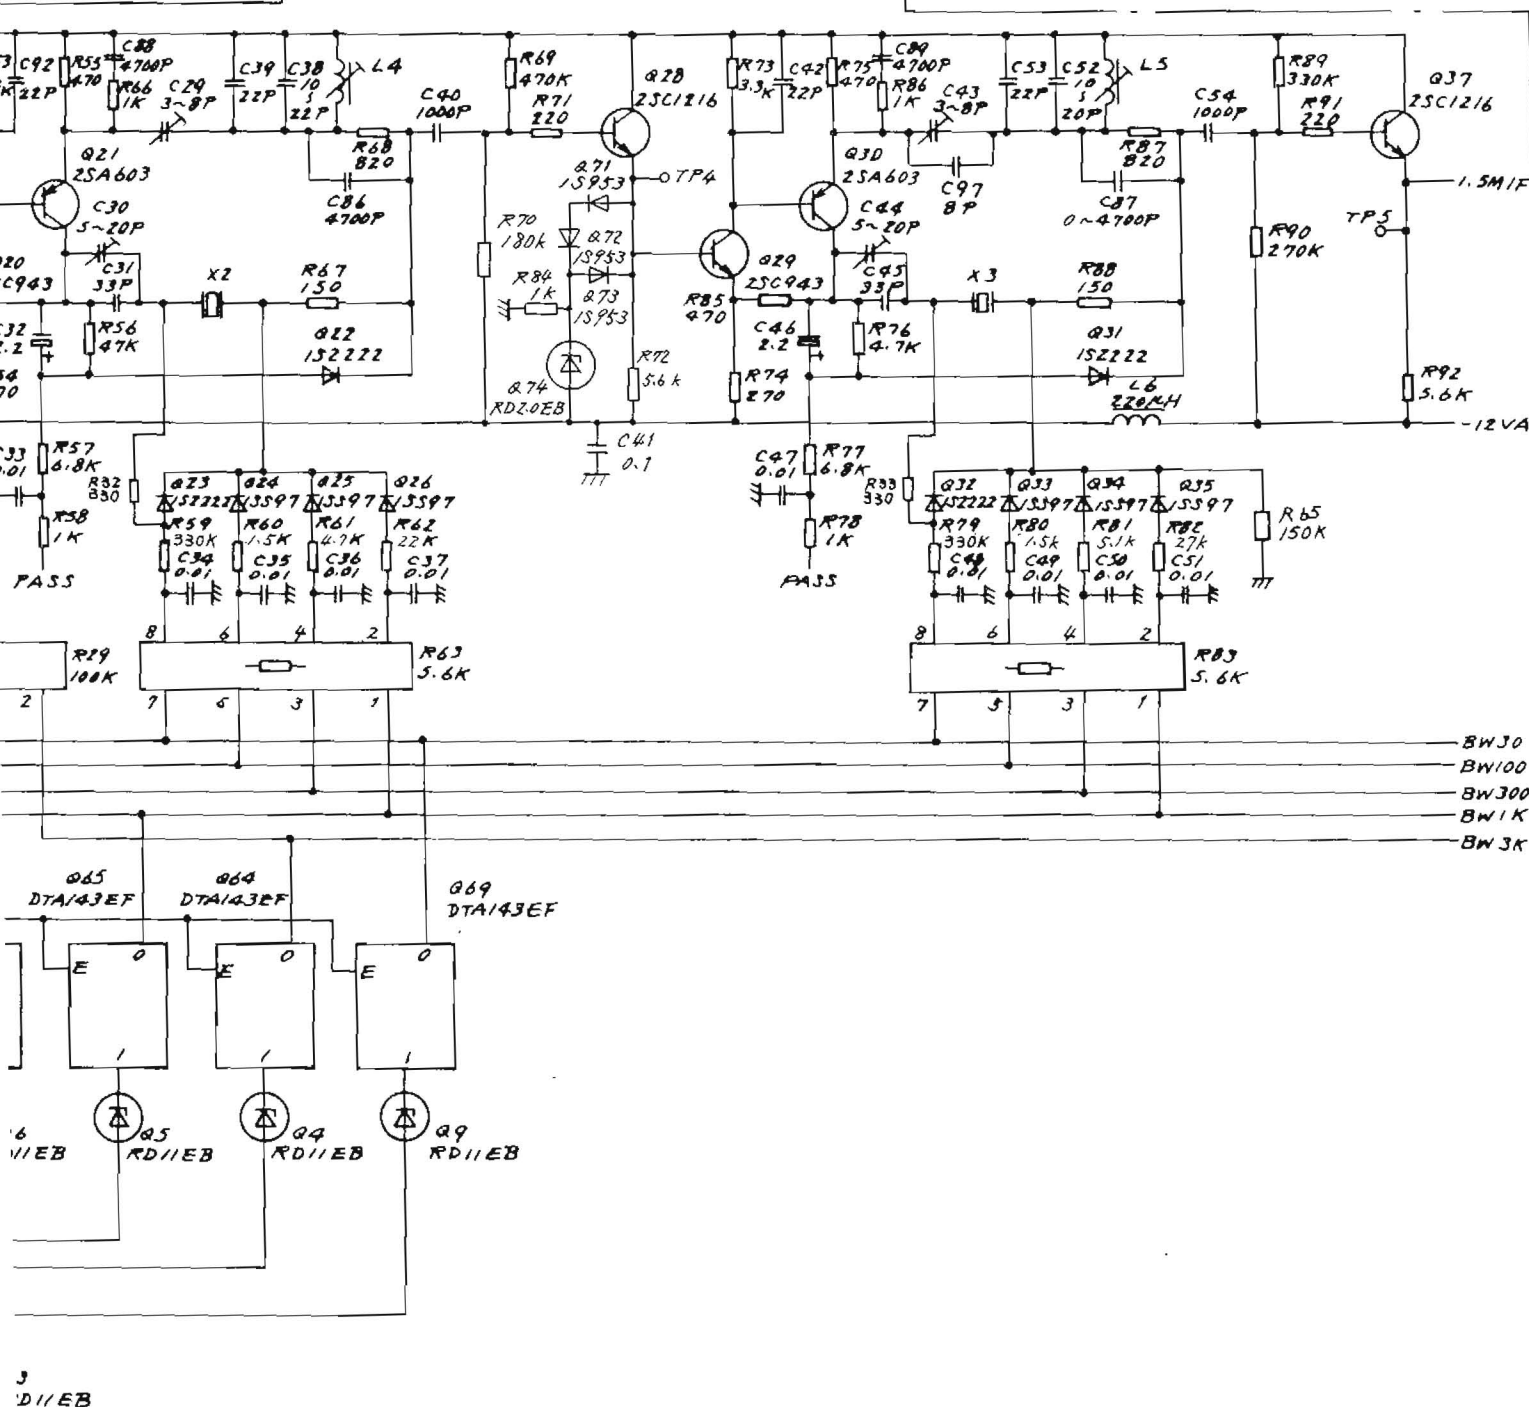 C92
22P
R55
470
C88
4700P
R66
1K
C29
3~8P
C39
22P
C38
10
22P
L4
C40
1000P
R69
470K
R71
220
Q28
2SC1216
R73
3.3K
C42
22P
R75
470
C89
4700P
R86
1K
C43
3~8P
C53
22P
C52
10
20P
L5
C54
1000P
R89
330K
R91
220
Q37
2SC1216
Q21
2SA603
R68
820
C86
4700P
Q71
1S953
TP4
Q30
2SA603
C97
8P
R87
820
C87
0~4700P
1.5MIF
TP5
C30
5~20P
R70
180K
Q72
1S953
C44
5~20P
R90
270K
C31
33P
X2
R67
150
R84
1K
Q73
1S953
R85
470
Q29
2SC943
C45
33P
X3
R88
150
R56
47K
Q22
1S2222
Q74
RD2.0EB
R72
5.6K
C46
2.2
R76
4.7K
Q31
1S2222
R74
270
L6
220μH
R92
5.6K
-12VA
C41
0.1
R57
6.8K
R58
1K
PASS
R32
330
Q23
1S2222
Q24
1SS97
Q25
1SS97
Q26
1SS97
R59
330K
R60
1.5K
R61
4.7K
R62
22K
C34
0.01
C35
0.01
C36
0.01
C37
0.01
C47
0.01
R77
6.8K
R78
1K
PASS
R33
330
Q32
1S2222
Q33
1SS97
Q34
1SS97
Q35
1SS97
R79
330K
R80
1.5K
R81
5.1K
R82
27K
C48
0.01
C49
0.01
C50
0.01
C51
0.01
R65
150K
8 6 4 2
R29
100K
2
R63
5.6K
7 5 3 1
8 6 4 2
R83
5.6K
7 5 3 1
BW30
BW100
BW300
BW1K
BW3K
Q65
DTA143EF
Q64
DTA143EF
Q69
DTA143EF
E O
I
E O
I
E O
I
Q5
RD11EB
Q4
RD11EB
Q9
RD11EB